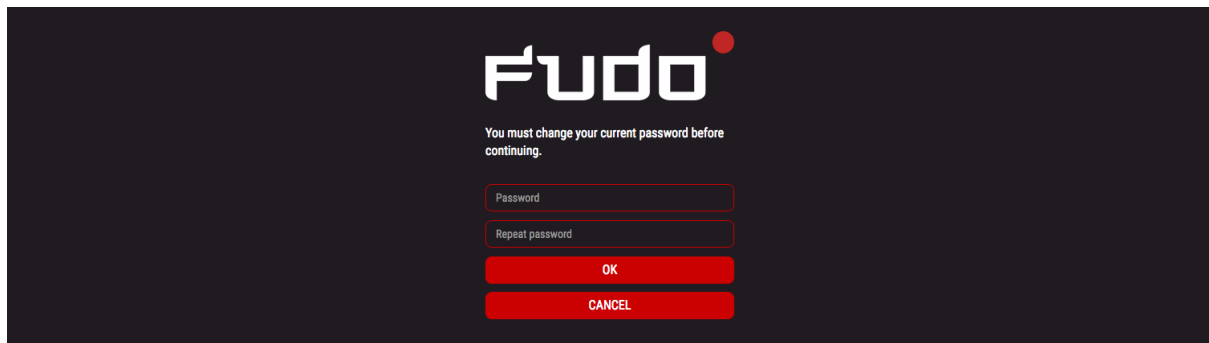 Fudo
You must change your current password before
continuing.
Password
Repeat password
OK
CANCEL